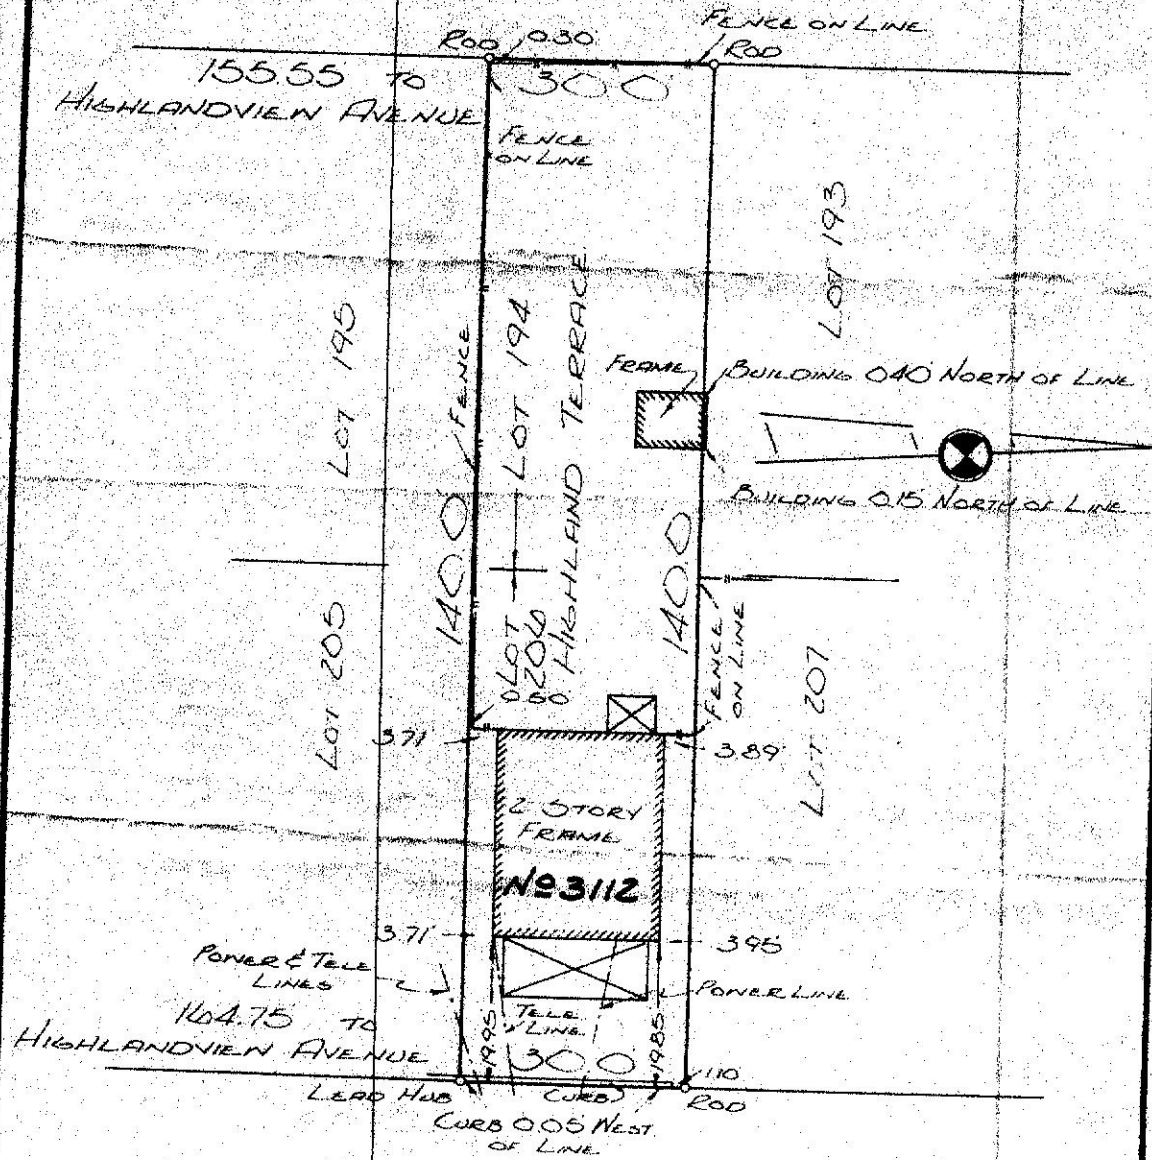 FENCE ON LINE
ROD 0.30
ROD
155.55 TO
HIGHLANDVIEW AVENUE
30.0
FENCE
ON LINE
LOT 193
LOT 195
FENCE
LOT 194
HIGHLAND TERRACE
FRAME
BUILDING 0.40 NORTH OF LINE
BUILDING 0.15 NORTH OF LINE
140.0
140.0
LOT 205
LOT
206
0.50
FENCE
ON LINE
LOT 207
3.71
3.89
2 STORY
FRAME
No 3112
3.71
3.95
POWER & TELE
LINES
POWER LINE
164.75 TO
HIGHLANDVIEW AVENUE
TELE
LINE
19.95
19.85
30.0
1.10
LEAD HUB
CURB
ROD
CURB 0.05 WEST
OF LINE